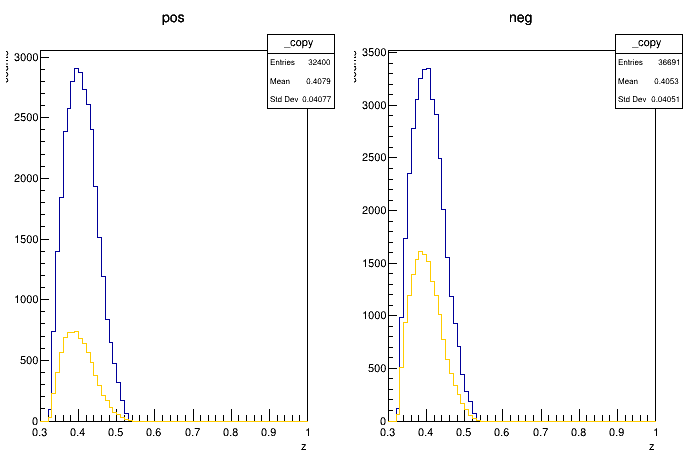 pos
_copy
Entries 32400
Mean 0.4079
Std Dev 0.04077
3000
2500
2000
1500
1000
500
0
0.3 0.4 0.5 0.6 0.7 0.8 0.9 1
z
neg
_copy
Entries 36691
Mean 0.4053
Std Dev 0.04051
3500
3000
2500
2000
1500
1000
500
0
0.3 0.4 0.5 0.6 0.7 0.8 0.9 1
z